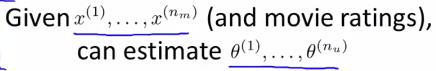 Given x^{(1)}, ..., x^{(n_m)} (and movie ratings),
can estimate θ^{(1)}, ..., θ^{(n_u)}